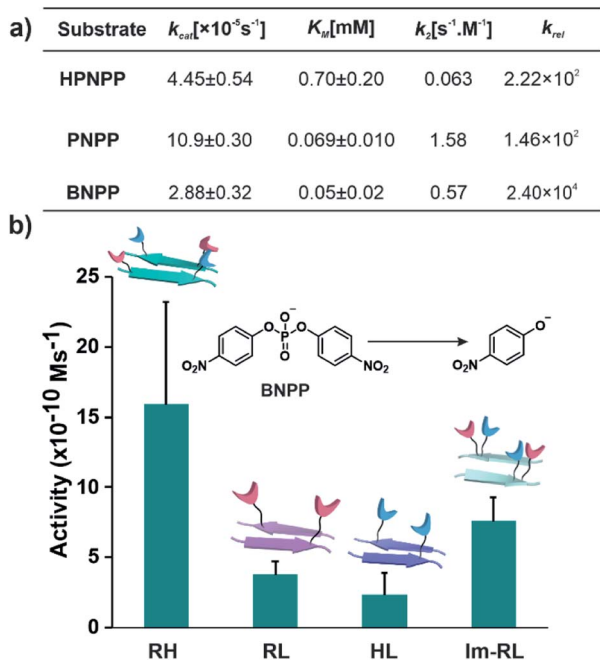 a) Substrate k_cat[×10⁻⁵s⁻¹] K_M[mM] k₂[s⁻¹.M⁻¹] k_rel
HPNPP 4.45±0.54 0.70±0.20 0.063 2.22×10²
PNPP 10.9±0.30 0.069±0.010 1.58 1.46×10²
BNPP 2.88±0.32 0.05±0.02 0.57 2.40×10⁴
b)
Activity (x10⁻¹⁰ Ms⁻¹)
25
20
15
10
5
0
O₂N O O⁻ P O O NO₂
BNPP
O₂N O⁻
RH RL HL Im-RL